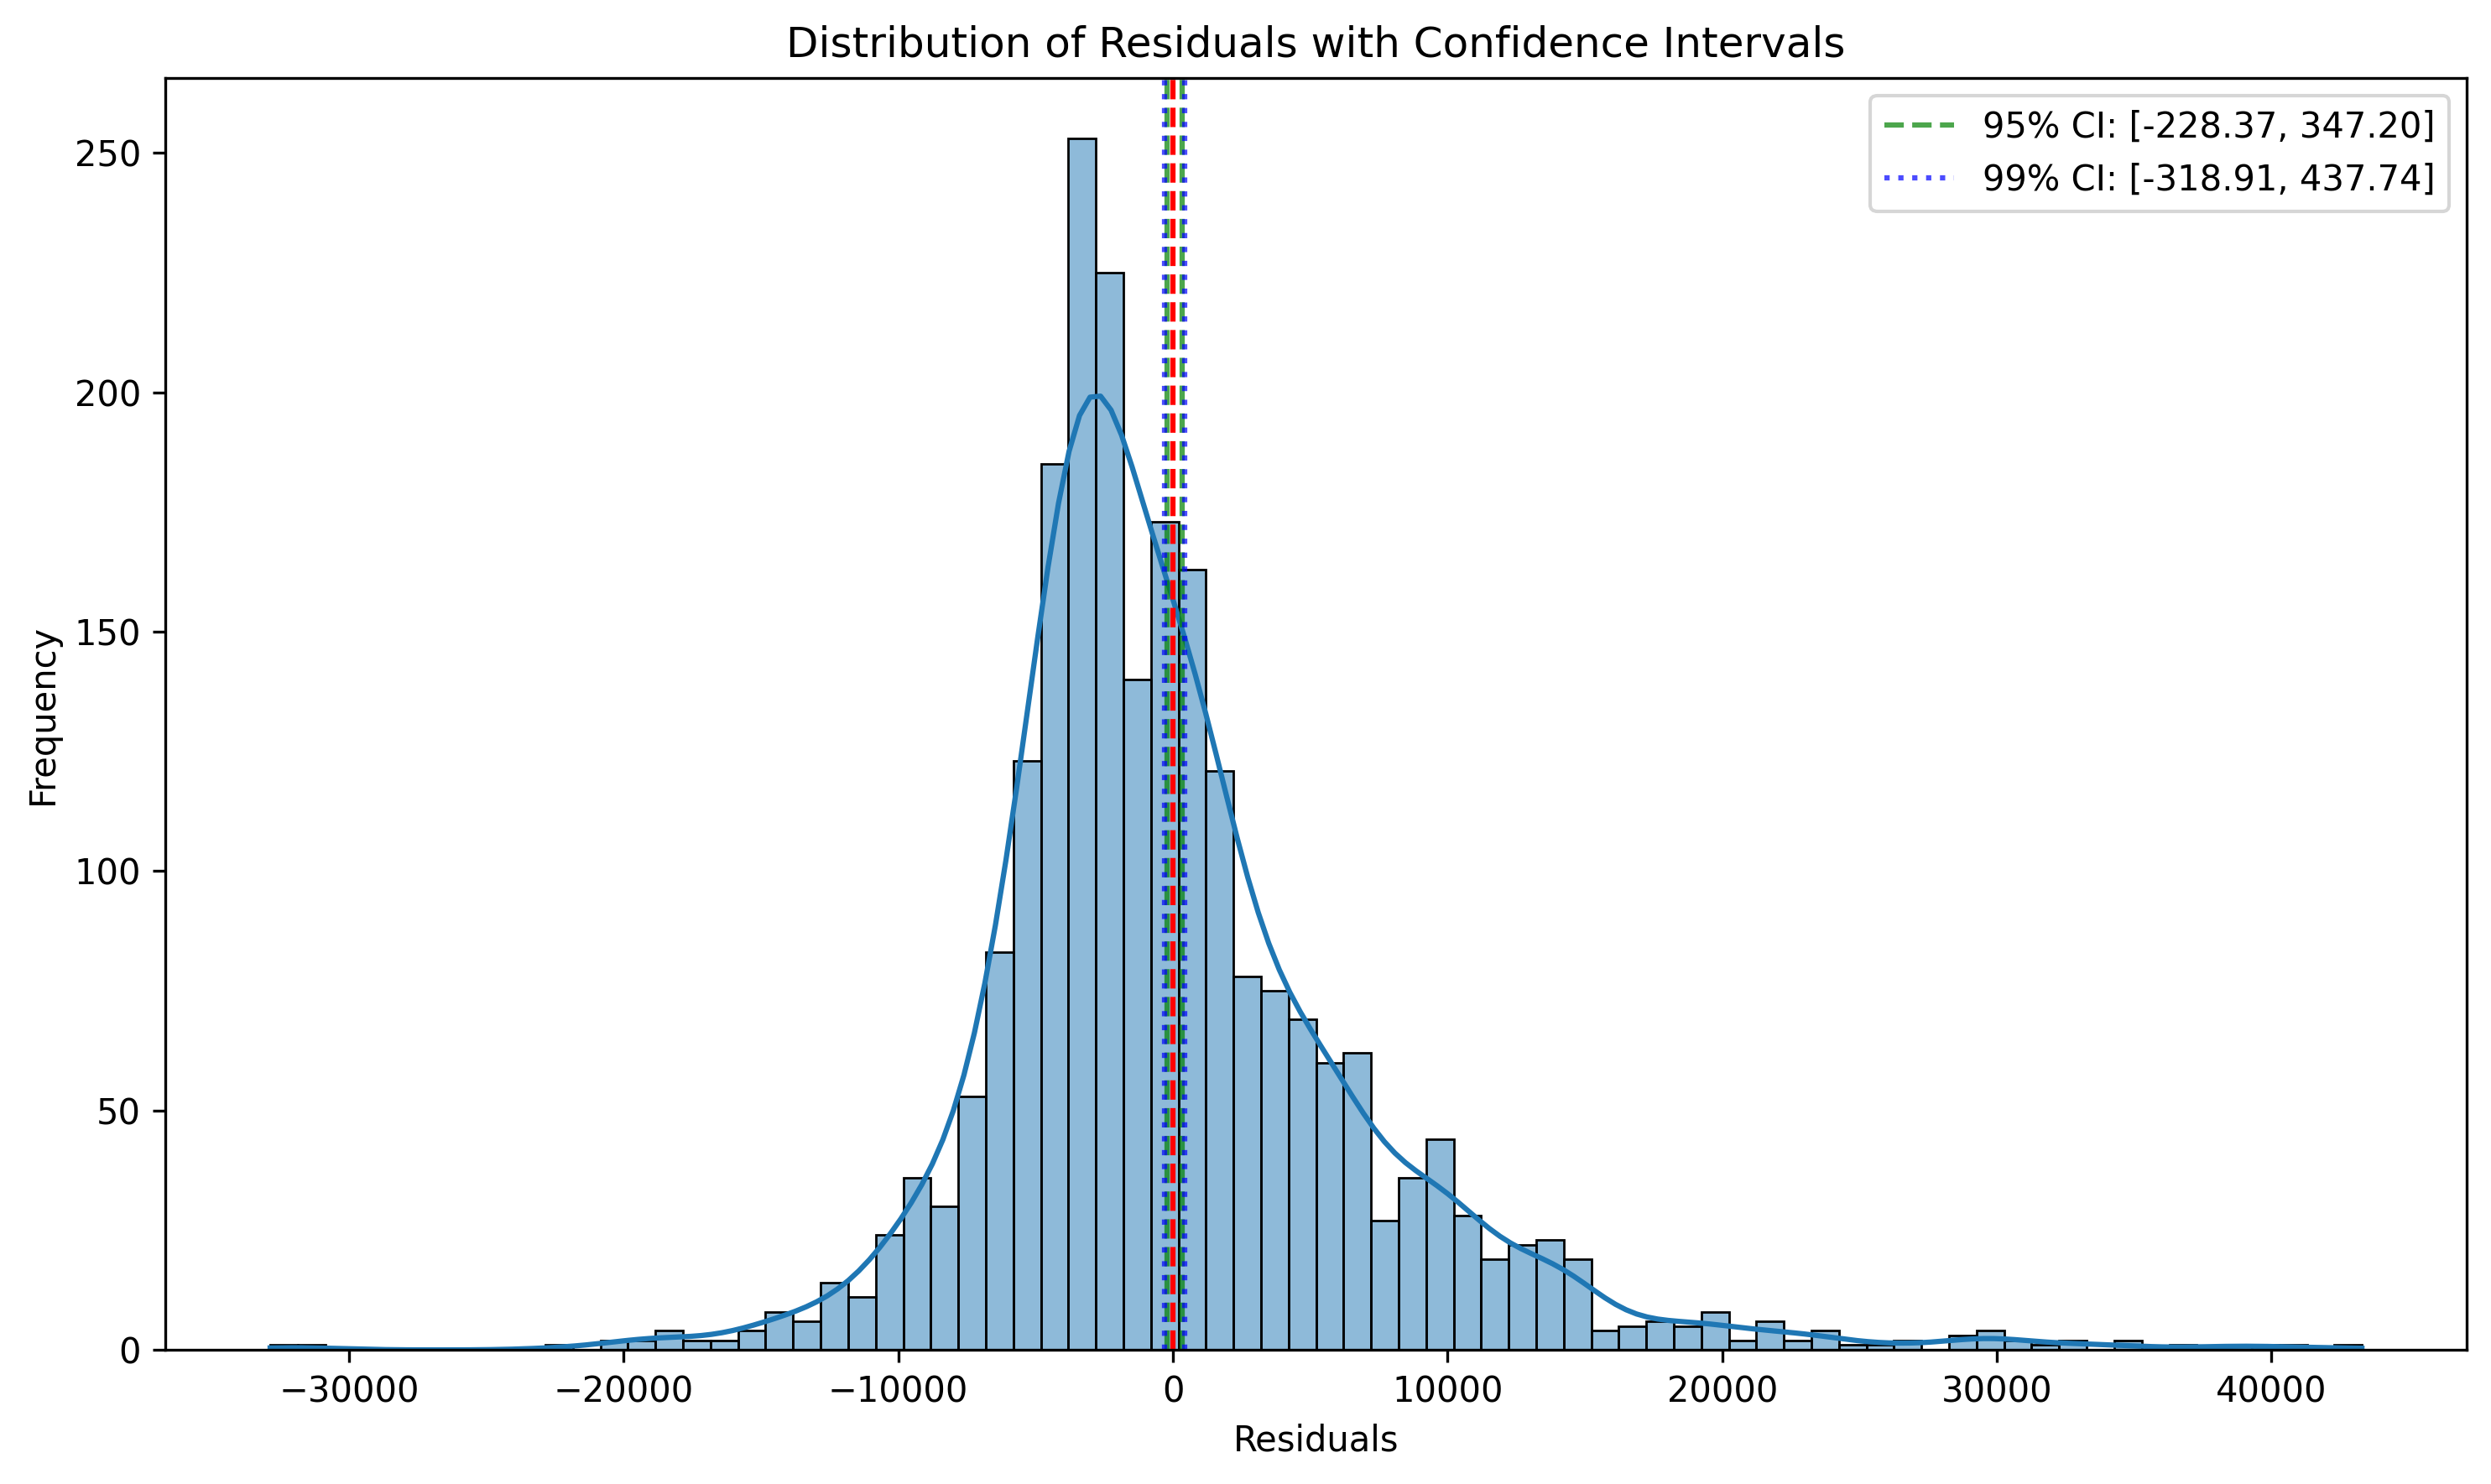 Distribution of Residuals with Confidence Intervals
95% CI: [-228.37, 347.20]
99% CI: [-318.91, 437.74]
Frequency
250
200
150
100
50
0
−30000 −20000 −10000 0 10000 20000 30000 40000
Residuals